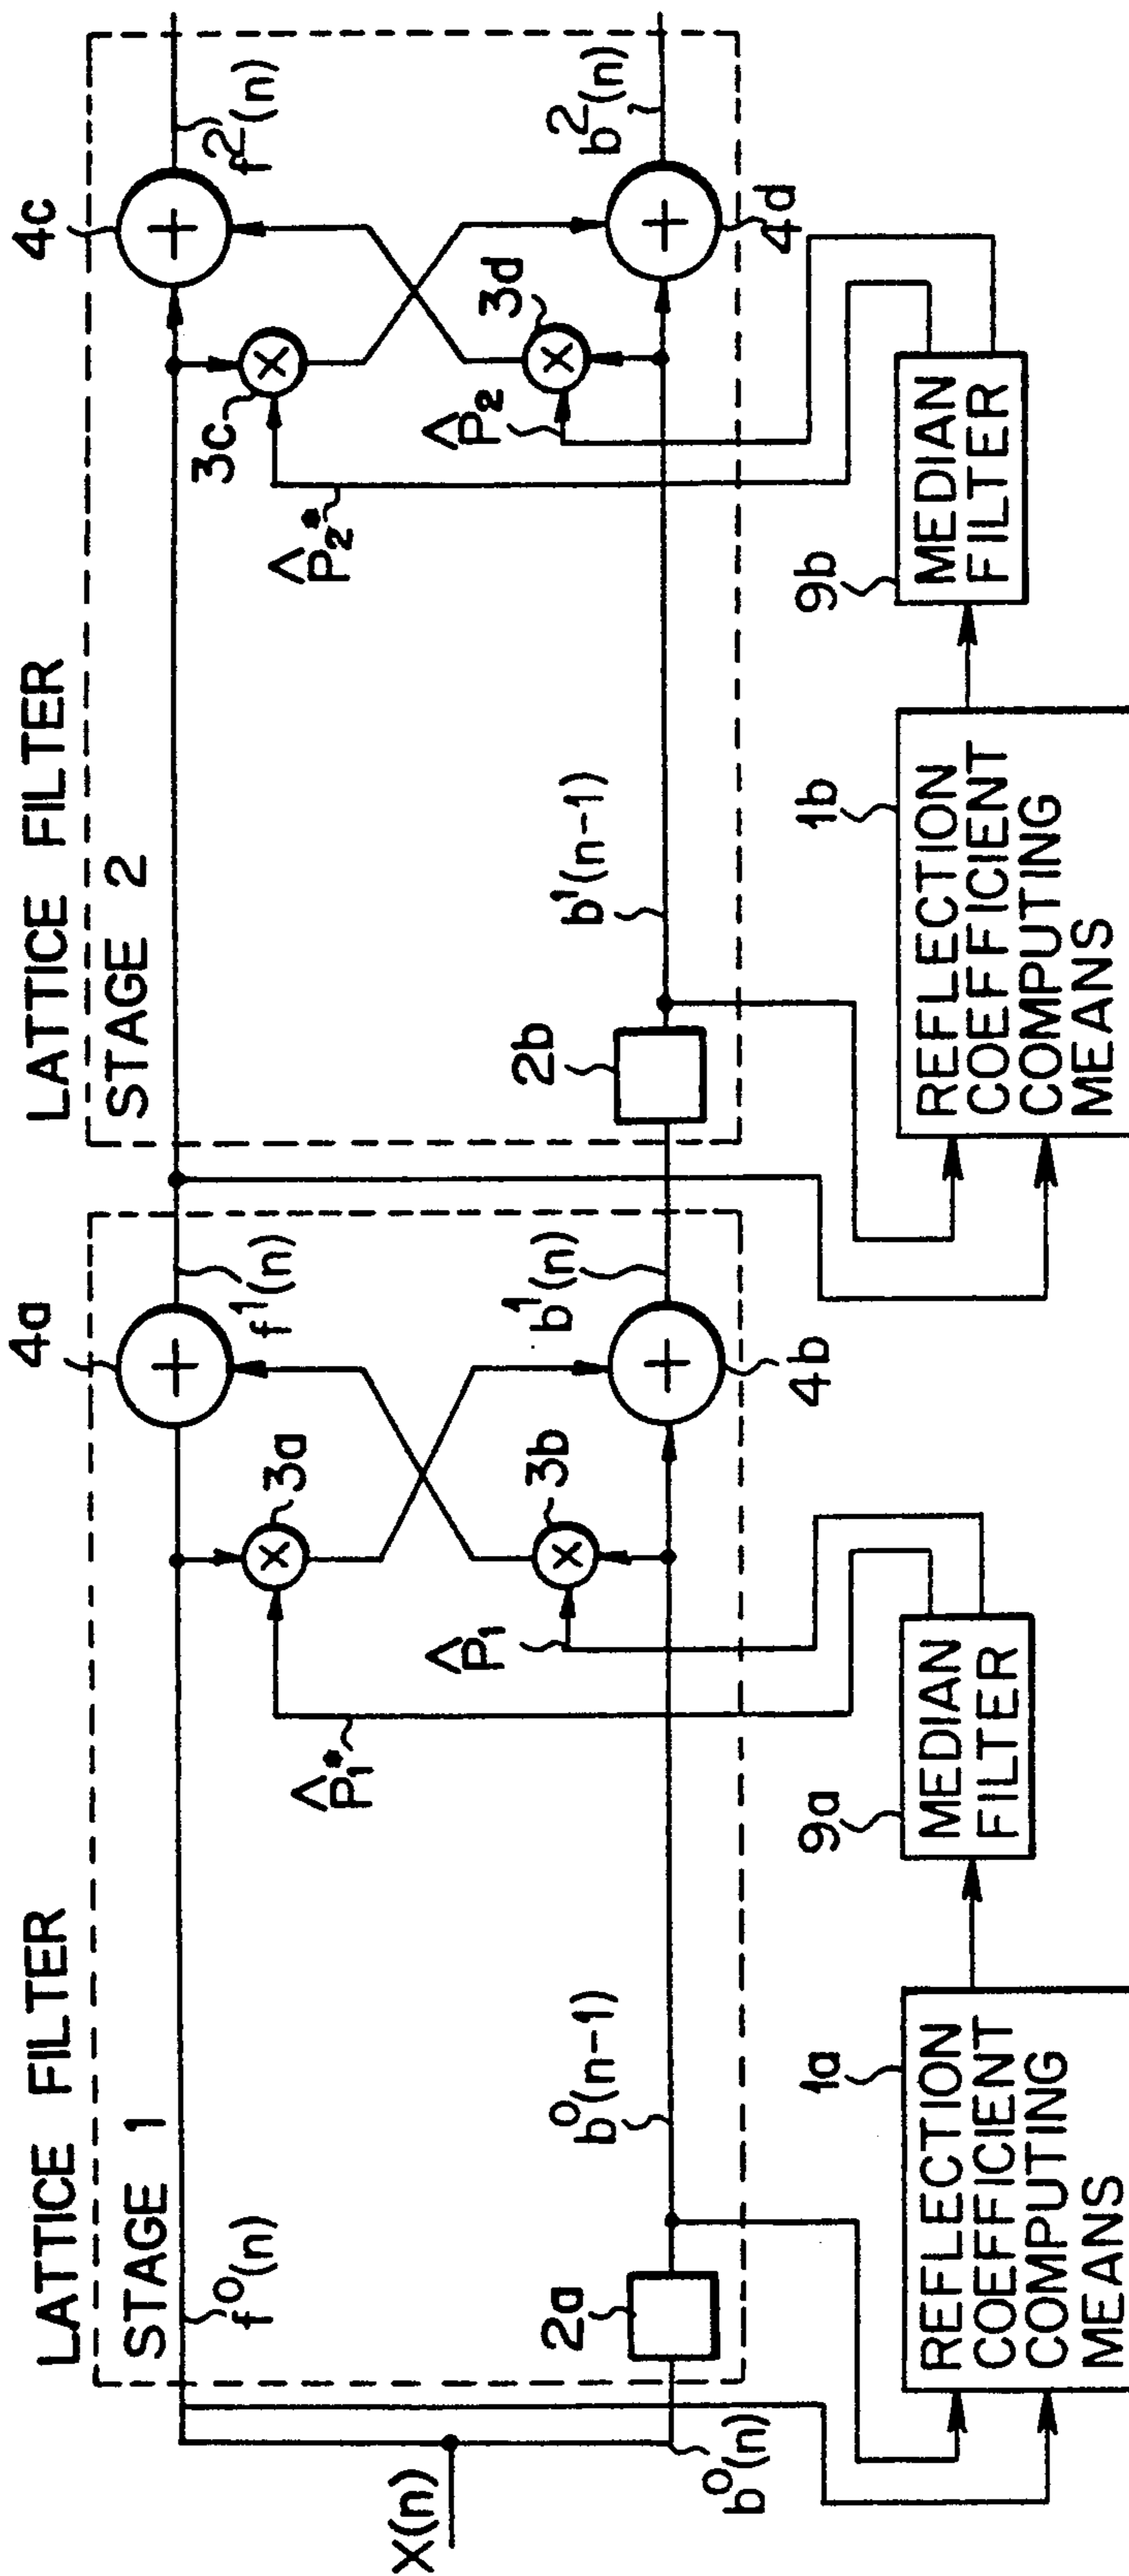 LATTICE FILTER
STAGE 1
f⁰(n)
4a
f¹(n)
3a
P̂₁*
3b
P̂₁
X(n)
b⁰(n)
2a
b⁰(n-1)
b¹(n)
4b
1a
REFLECTION
COEFFICIENT
COMPUTING
MEANS
9a
MEDIAN
FILTER
LATTICE FILTER
STAGE 2
4c
f²(n)
3c
P̂₂*
3d
P̂₂
2b
b¹(n-1)
b²(n)
4d
1b
REFLECTION
COEFFICIENT
COMPUTING
MEANS
9b
MEDIAN
FILTER